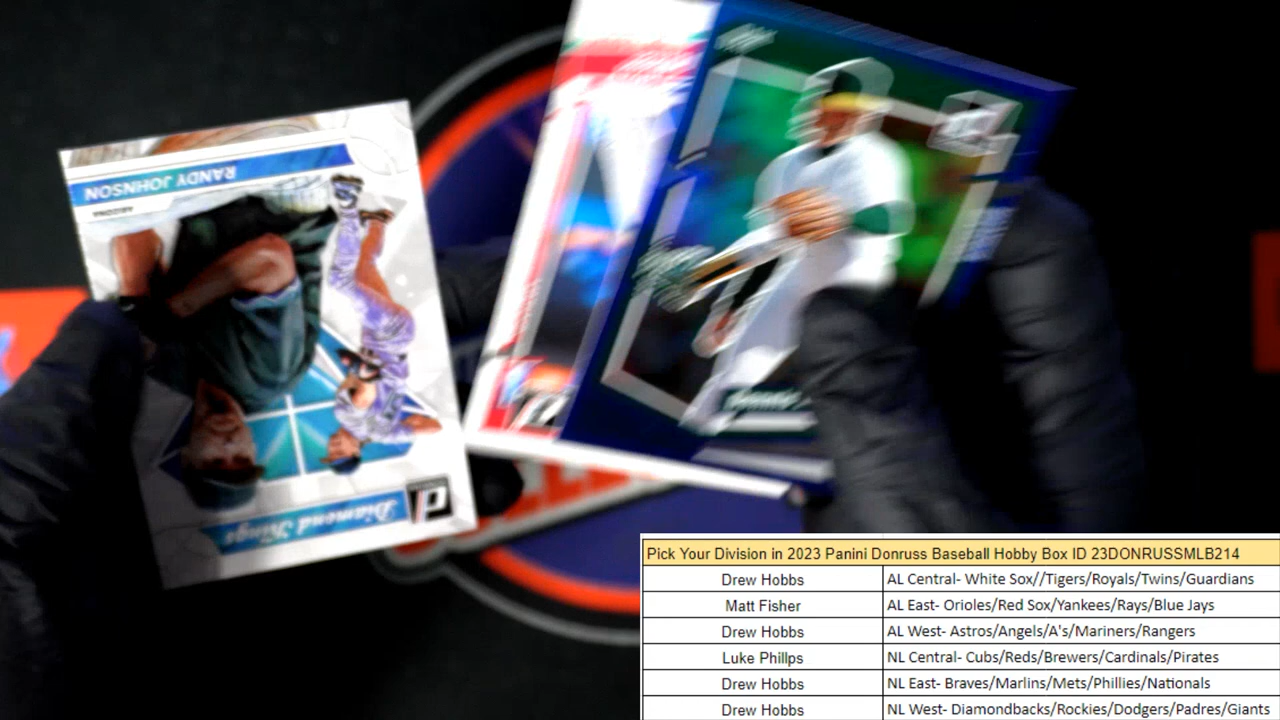 RANDY JOHNSON
ARIZONA
Diamond Kings
Pick Your Division in 2023 Panini Donruss Baseball Hobby Box ID 23DONRUSSMLB214
Drew Hobbs AL Central- White Sox//Tigers/Royals/Twins/Guardians
Matt Fisher AL East- Orioles/Red Sox/Yankees/Rays/Blue Jays
Drew Hobbs AL West- Astros/Angels/A's/Mariners/Rangers
Luke Phillps NL Central- Cubs/Reds/Brewers/Cardinals/Pirates
Drew Hobbs NL East- Braves/Marlins/Mets/Phillies/Nationals
Drew Hobbs NL West- Diamondbacks/Rockies/Dodgers/Padres/Giants